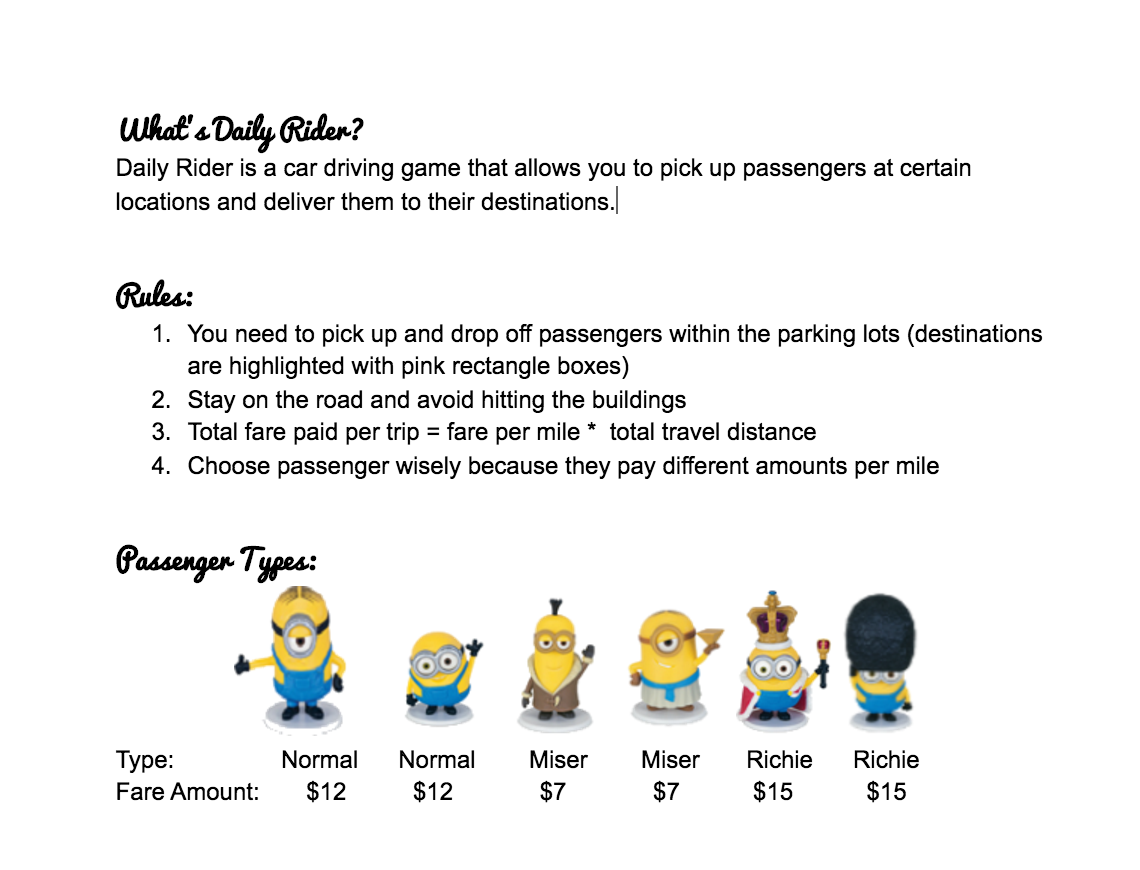 What's Daily Rider?
Daily Rider is a car driving game that allows you to pick up passengers at certain
locations and deliver them to their destinations.
Rules:
1. You need to pick up and drop off passengers within the parking lots (destinations
are highlighted with pink rectangle boxes)
2. Stay on the road and avoid hitting the buildings
3. Total fare paid per trip = fare per mile * total travel distance
4. Choose passenger wisely because they pay different amounts per mile
Passenger Types:
Type: Normal Normal Miser Miser Richie Richie
Fare Amount: $12 $12 $7 $7 $15 $15